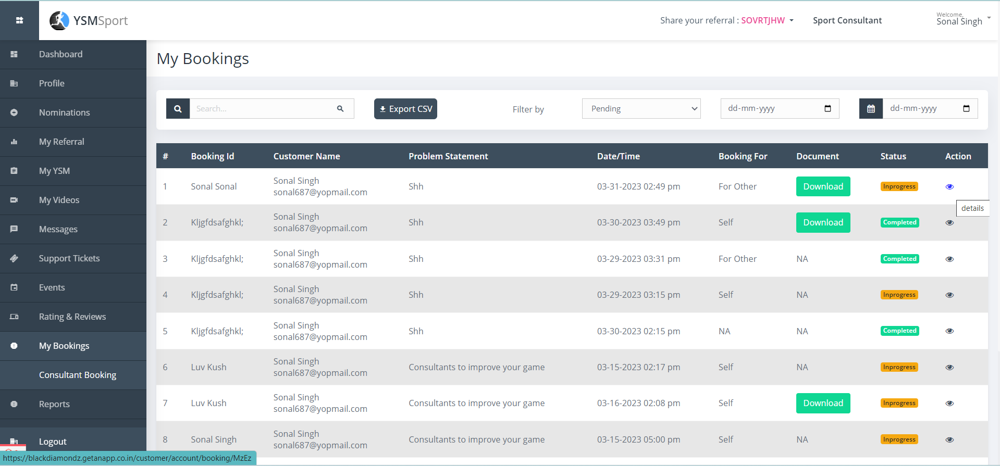 YSMSport
Share your referral : SOVRTJHW
Sport Consultant
Welcome,
Sonal Singh
Dashboard
Profile
Nominations
My Referral
My YSM
My Videos
Messages
Support Tickets
Events
Rating & Reviews
My Bookings
Consultant Booking
Reports
Logout
My Bookings
Search...
Export CSV
Filter by
Pending
dd-mm-yyyy
dd-mm-yyyy
# Booking Id Customer Name Problem Statement Date/Time Booking For Document Status Action
1 Sonal Sonal Sonal Singh Shh 03-31-2023 02:49 pm For Other Download Inprogress
sonal687@yopmail.com
details
2 Kljgfdsafghkl; Sonal Singh Shh 03-30-2023 03:49 pm Self Download Completed
sonal687@yopmail.com
3 Kljgfdsafghkl; Sonal Singh Shh 03-29-2023 03:31 pm For Other NA Completed
sonal687@yopmail.com
4 Kljgfdsafghkl; Sonal Singh Shh 03-29-2023 03:15 pm Self NA Inprogress
sonal687@yopmail.com
5 Kljgfdsafghkl; Sonal Singh Shh 03-30-2023 02:15 pm NA NA Completed
sonal687@yopmail.com
6 Luv Kush Sonal Singh Consultants to improve your game 03-15-2023 02:17 pm Self NA Inprogress
sonal687@yopmail.com
7 Luv Kush Sonal Singh Consultants to improve your game 03-16-2023 02:08 pm Self Download Inprogress
sonal687@yopmail.com
8 Sonal Singh Sonal Singh Consultants to improve your game 03-15-2023 05:00 pm Self NA Inprogress
sonal687@yopmail.com
https://blackdiamondz.getanapp.co.in/customer/account/booking/MzEz